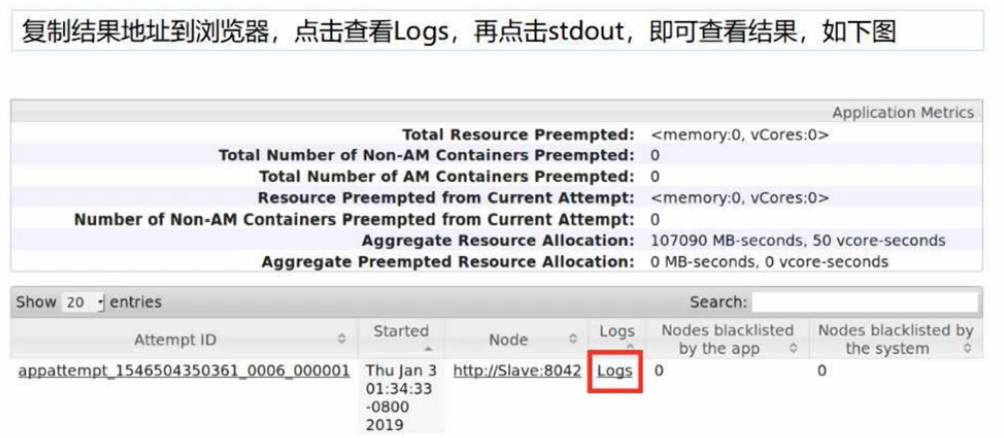 复制结果地址到浏览器，点击查看Logs，再点击stdout，即可查看结果，如下图
Application Metrics
Total Resource Preempted: <memory:0, vCores:0>
Total Number of Non-AM Containers Preempted: 0
Total Number of AM Containers Preempted: 0
Resource Preempted from Current Attempt: <memory:0, vCores:0>
Number of Non-AM Containers Preempted from Current Attempt: 0
Aggregate Resource Allocation: 107090 MB-seconds, 50 vcore-seconds
Aggregate Preempted Resource Allocation: 0 MB-seconds, 0 vcore-seconds
Show 20 entries Search:
Attempt ID Started Node Logs Nodes blacklisted by the app Nodes blacklisted by the system
appattempt_1546504350361_0006_000001 Thu Jan 3 http://Slave:8042 Logs 0 0
01:34:33
-0800
2019